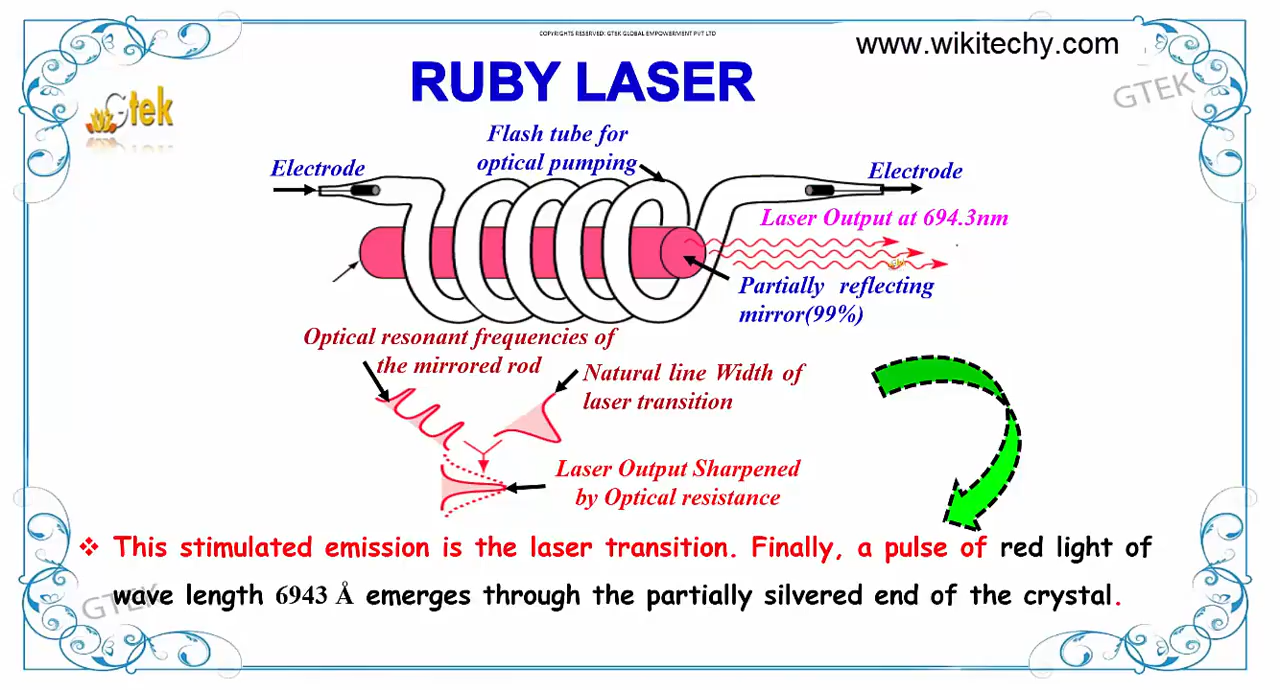 COPYRIGHTS RESERVED: GTEK GLOBAL EMPOWERMENT PVT LTD
www.wikitechy.com
RUBY LASER
GTEK
Gtek
Flash tube for
optical pumping
Electrode
Electrode
Laser Output at 694.3nm
Partially reflecting
mirror(99%)
Optical resonant frequencies of
the mirrored rod
Natural line Width of
laser transition
Laser Output Sharpened
by Optical resistance
❖ This stimulated emission is the laser transition. Finally, a pulse of red light of
wave length 6943 Å emerges through the partially silvered end of the crystal.
GTEK
GTEK